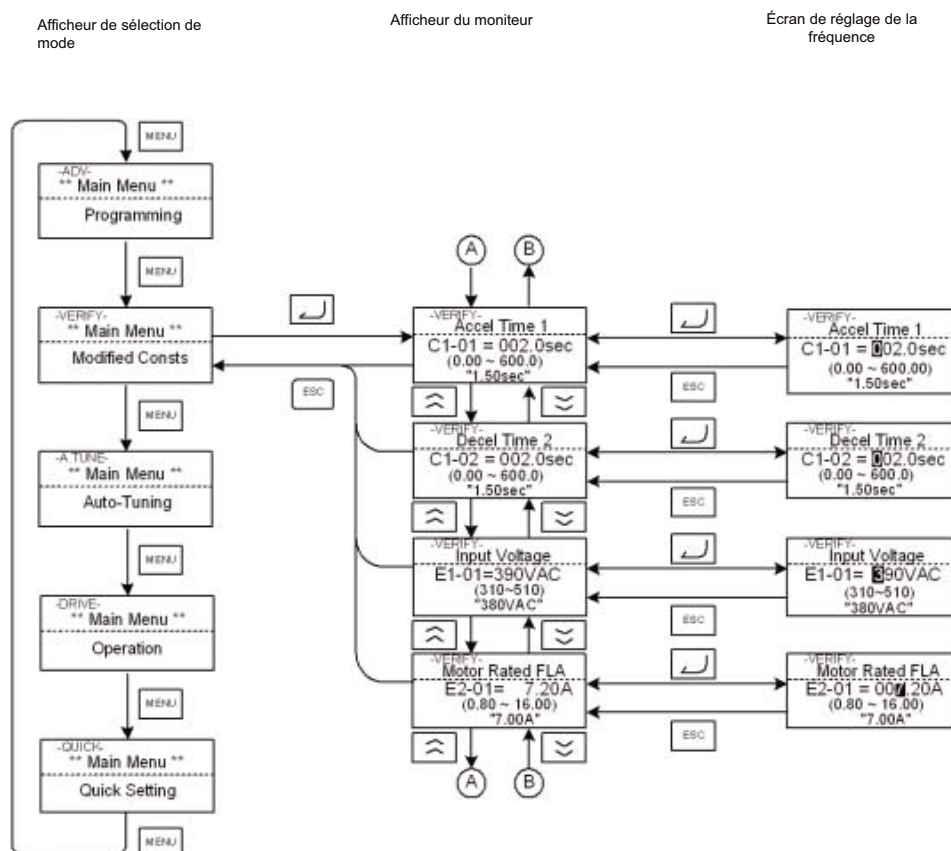 Afficheur de sélection de
mode
Afficheur du moniteur
Écran de réglage de la
fréquence
MENU
-ADV-
** Main Menu **
Programming
MENU
-VERIFY-
** Main Menu **
Modified Consts
MENU
-A.TUNE-
** Main Menu **
Auto-Tuning
MENU
-DRIVE-
** Main Menu **
Operation
MENU
-QUICK-
** Main Menu **
Quick Setting
MENU
ESC
A
B
-VERIFY-
Accel Time 1
C1-01 = 002.0sec
(0.00 ~ 600.0)
"1.50sec"
-VERIFY-
Decel Time 2
C1-02 = 002.0sec
(0.00 ~ 600.0)
"1.50sec"
-VERIFY-
Input Voltage
E1-01=390VAC
(310~510)
"380VAC"
-VERIFY-
Motor Rated FLA
E2-01= 7.20A
(0.80 ~ 16.00)
"7.00A"
A
B
ESC
ESC
ESC
ESC
-VERIFY-
Accel Time 1
C1-01 = 002.0sec
(0.00 ~ 600.00)
"1.50sec"
-VERIFY-
Decel Time 2
C1-02 = 002.0sec
(0.00 ~ 600.0)
"1.50sec"
-VERIFY-
Input Voltage
E1-01= 390VAC
(310~510)
"380VAC"
-VERIFY-
Motor Rated FLA
E2-01 = 007.20A
(0.80 ~ 16.00)
"7.00A"